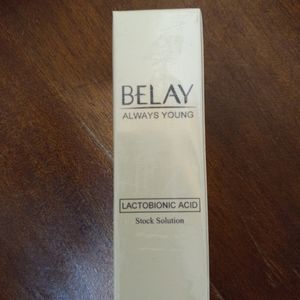 BELAY
ALWAYS YOUNG
LACTOBIONIC ACID
Stock Solution